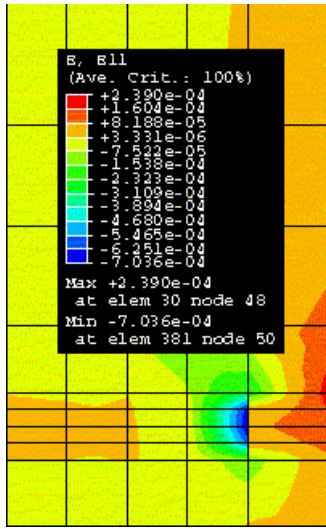 E, E11
(Ave. Crit.: 100%)
+2.390e-04
+1.604e-04
+8.188e-05
+3.331e-06
-7.522e-05
-1.538e-04
-2.323e-04
-3.109e-04
-3.894e-04
-4.680e-04
-5.465e-04
-6.251e-04
-7.036e-04
Max +2.390e-04
at elem 30 node 48
Min -7.036e-04
at elem 381 node 50